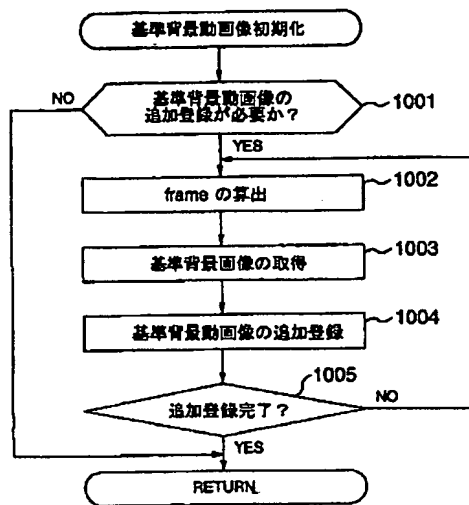 基準背景動画像初期化
NO
基準背景動画像の
追加登録が必要か？
1001
YES
frame の算出
1002
基準背景画像の取得
1003
基準背景動画像の追加登録
1004
1005
追加登録完了？
NO
YES
RETURN